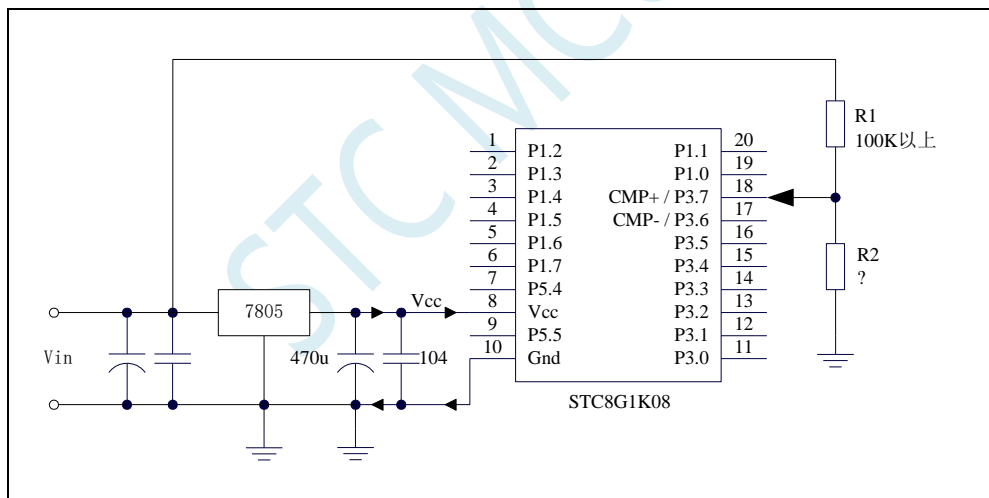 STC MC
R1
100K以上
R2
?
1
P1.2
2
P1.3
3
P1.4
4
P1.5
5
P1.6
6
P1.7
7
P5.4
8
Vcc
9
P5.5
10
Gnd
20
P1.1
19
P1.0
18
CMP+ / P3.7
17
CMP- / P3.6
16
P3.5
15
P3.4
14
P3.3
13
P3.2
12
P3.1
11
P3.0
STC8G1K08
7805
Vcc
Vin
470u
104